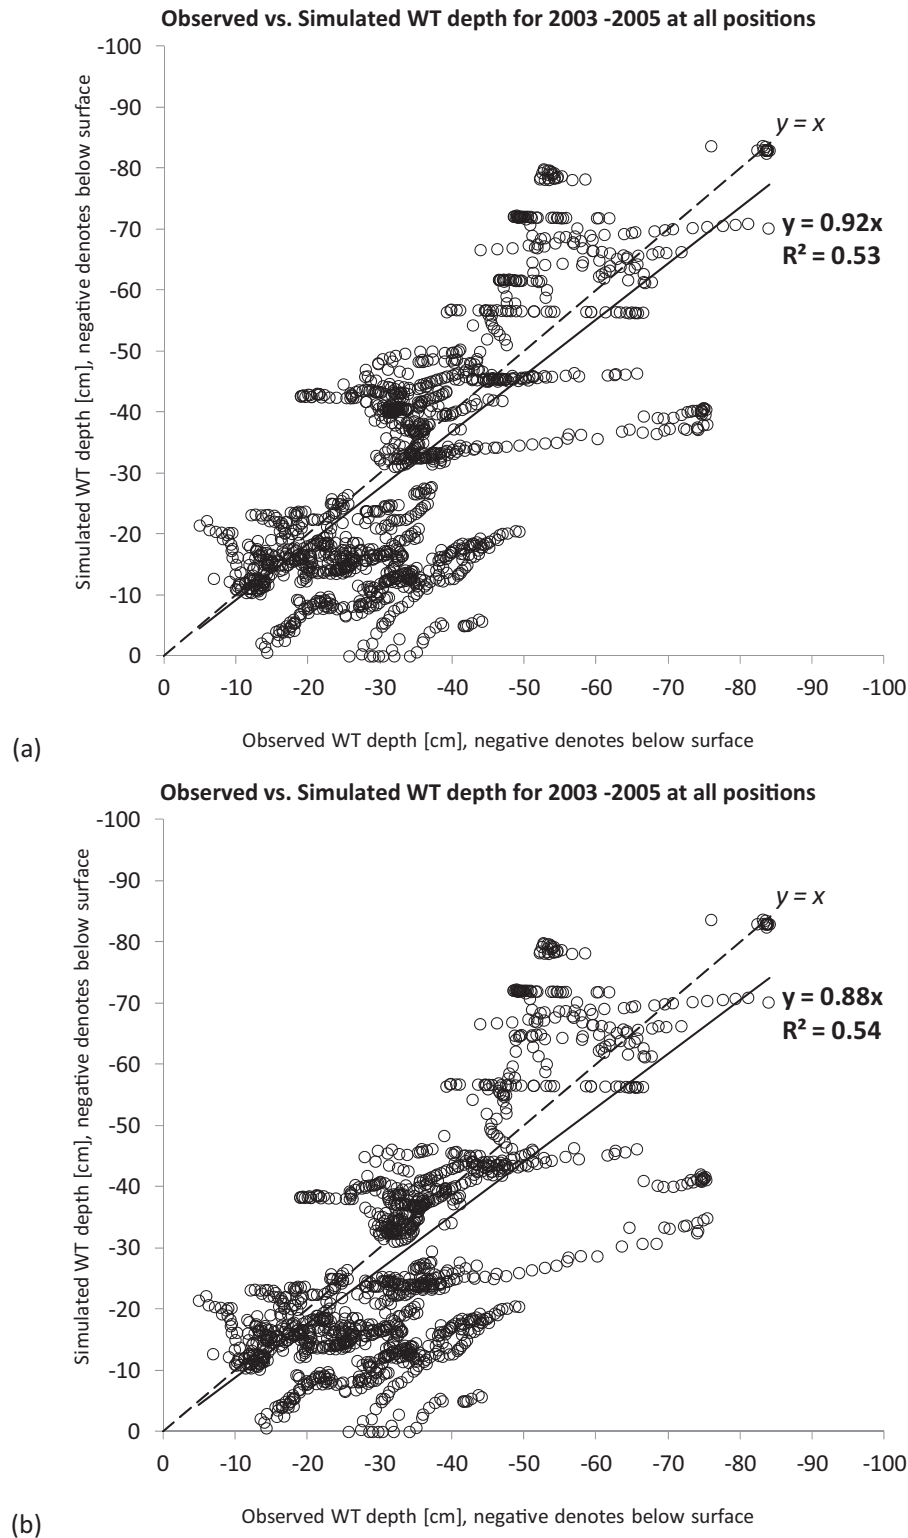 Observed vs. Simulated WT depth for 2003 -2005 at all positions
-100
-90
y = x
-80
-70
y = 0.92x
R² = 0.53
-60
-50
-40
-30
-20
-10
0
Simulated WT depth [cm], negative denotes below surface
0 -10 -20 -30 -40 -50 -60 -70 -80 -90 -100
(a)
Observed WT depth [cm], negative denotes below surface
Observed vs. Simulated WT depth for 2003 -2005 at all positions
-100
-90
y = x
-80
-70
y = 0.88x
R² = 0.54
-60
-50
-40
-30
-20
-10
0
Simulated WT depth [cm], negative denotes below surface
0 -10 -20 -30 -40 -50 -60 -70 -80 -90 -100
(b)
Observed WT depth [cm], negative denotes below surface